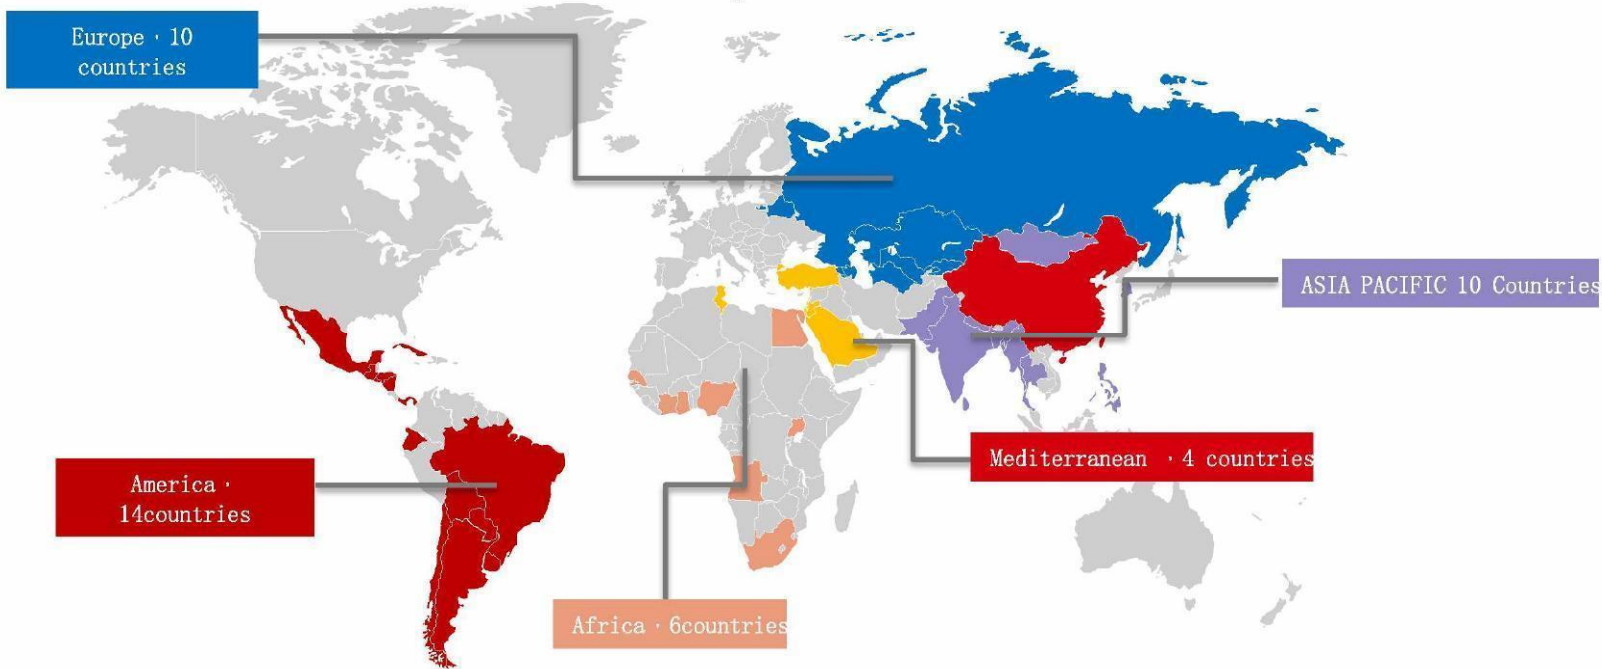 Europe · 10
countries
ASIA PACIFIC 10 Countries
Mediterranean · 4 countries
America ·
14countries
Africa · 6countries